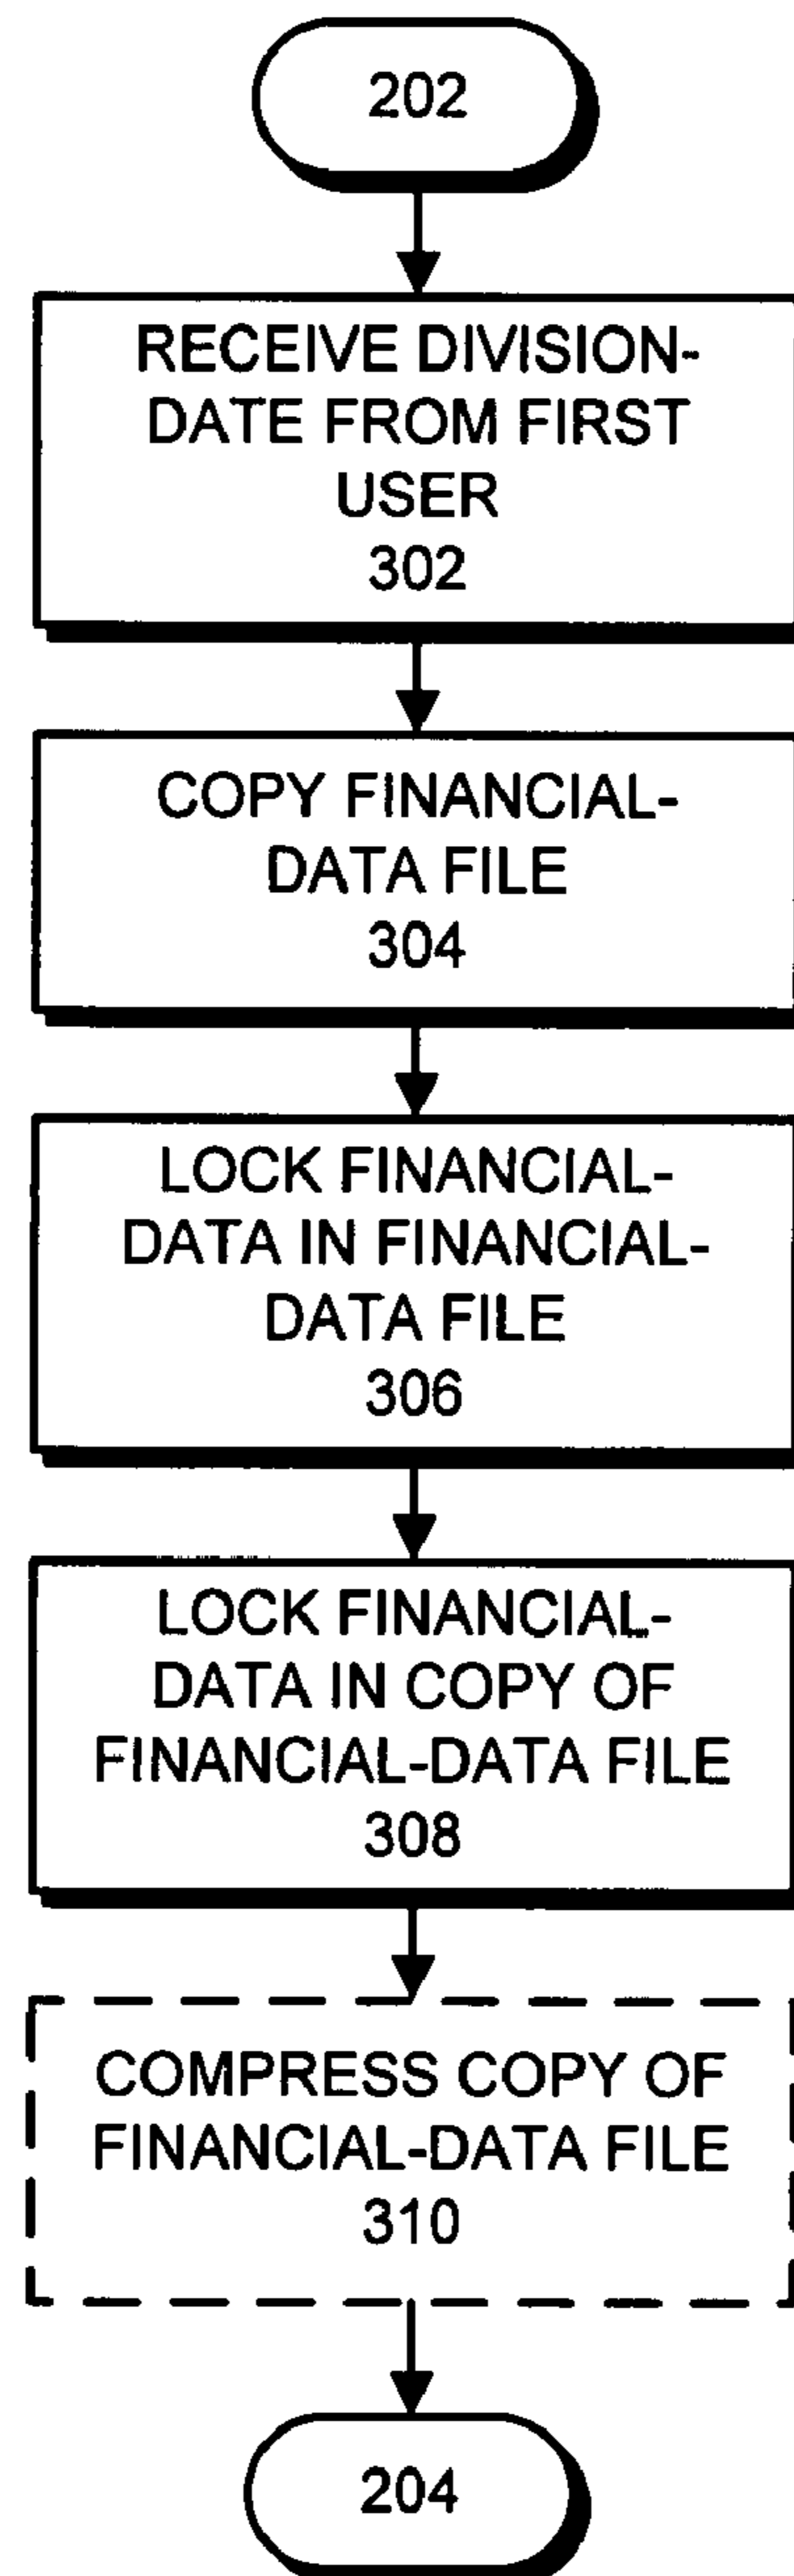 202
RECEIVE DIVISION-
DATE FROM FIRST
USER
302
COPY FINANCIAL-
DATA FILE
304
LOCK FINANCIAL-
DATA IN FINANCIAL-
DATA FILE
306
LOCK FINANCIAL-
DATA IN COPY OF
FINANCIAL-DATA FILE
308
COMPRESS COPY OF
FINANCIAL-DATA FILE
310
204